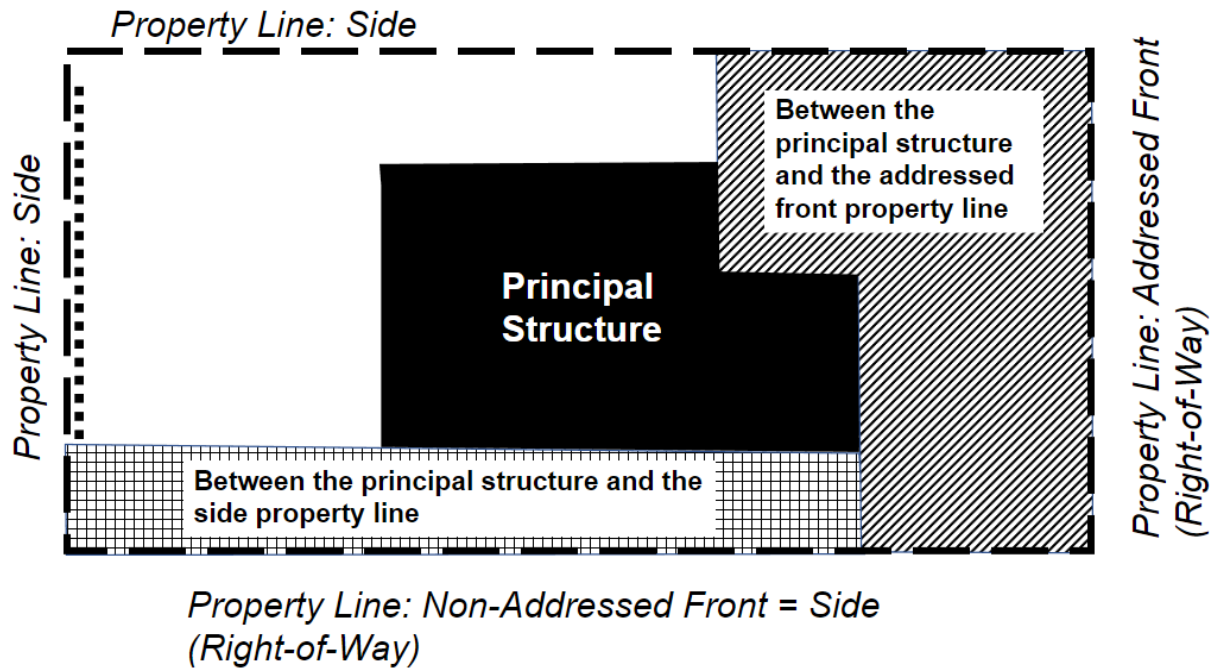 Property Line: Side
Between the
principal structure
and the addressed
front property line
Property Line: Side
Principal
Structure
Property Line: Addressed Front
(Right-of-Way)
Between the principal structure and the
side property line
Property Line: Non-Addressed Front = Side
(Right-of-Way)